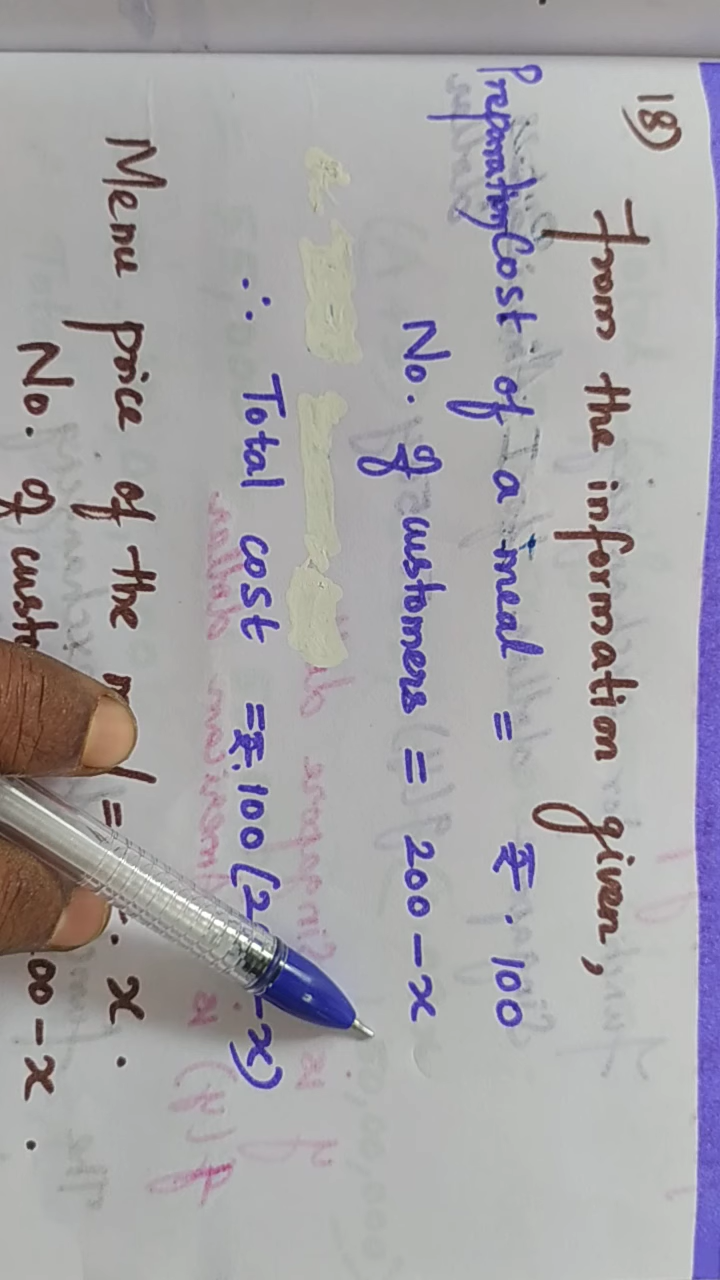 18)
From the information given,
Preparation Cost of a meal = ₹. 100
No. of customers = 200 - x
∴ Total cost = ₹. 100 (2 - x)
Menu price of the = . x .
No. of 00 - x .